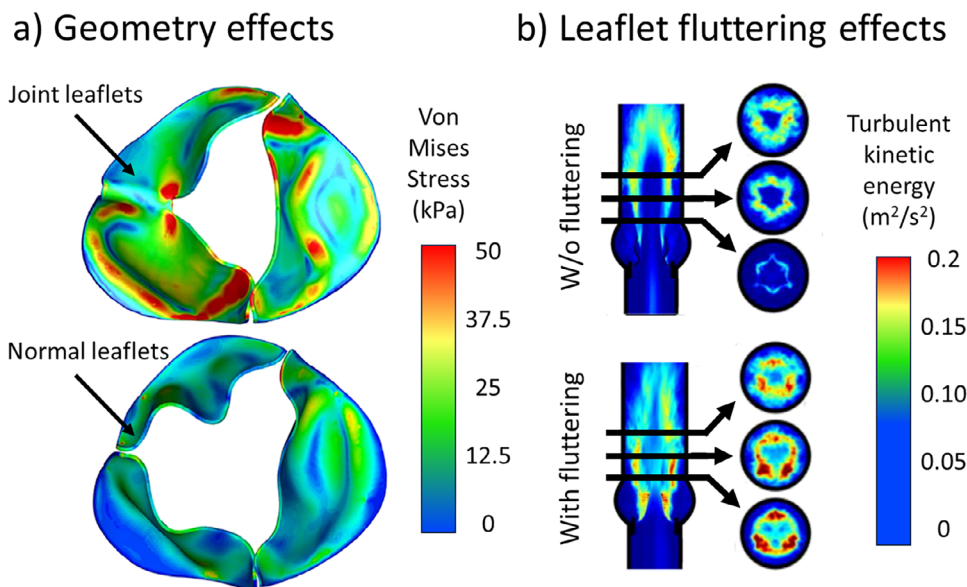 a) Geometry effects
Joint leaflets
Normal leaflets
Von
Mises
Stress
(kPa)
50
37.5
25
12.5
0
b) Leaflet fluttering effects
W/o fluttering
With fluttering
Turbulent
kinetic
energy
(m²/s²)
0.2
0.15
0.10
0.05
0